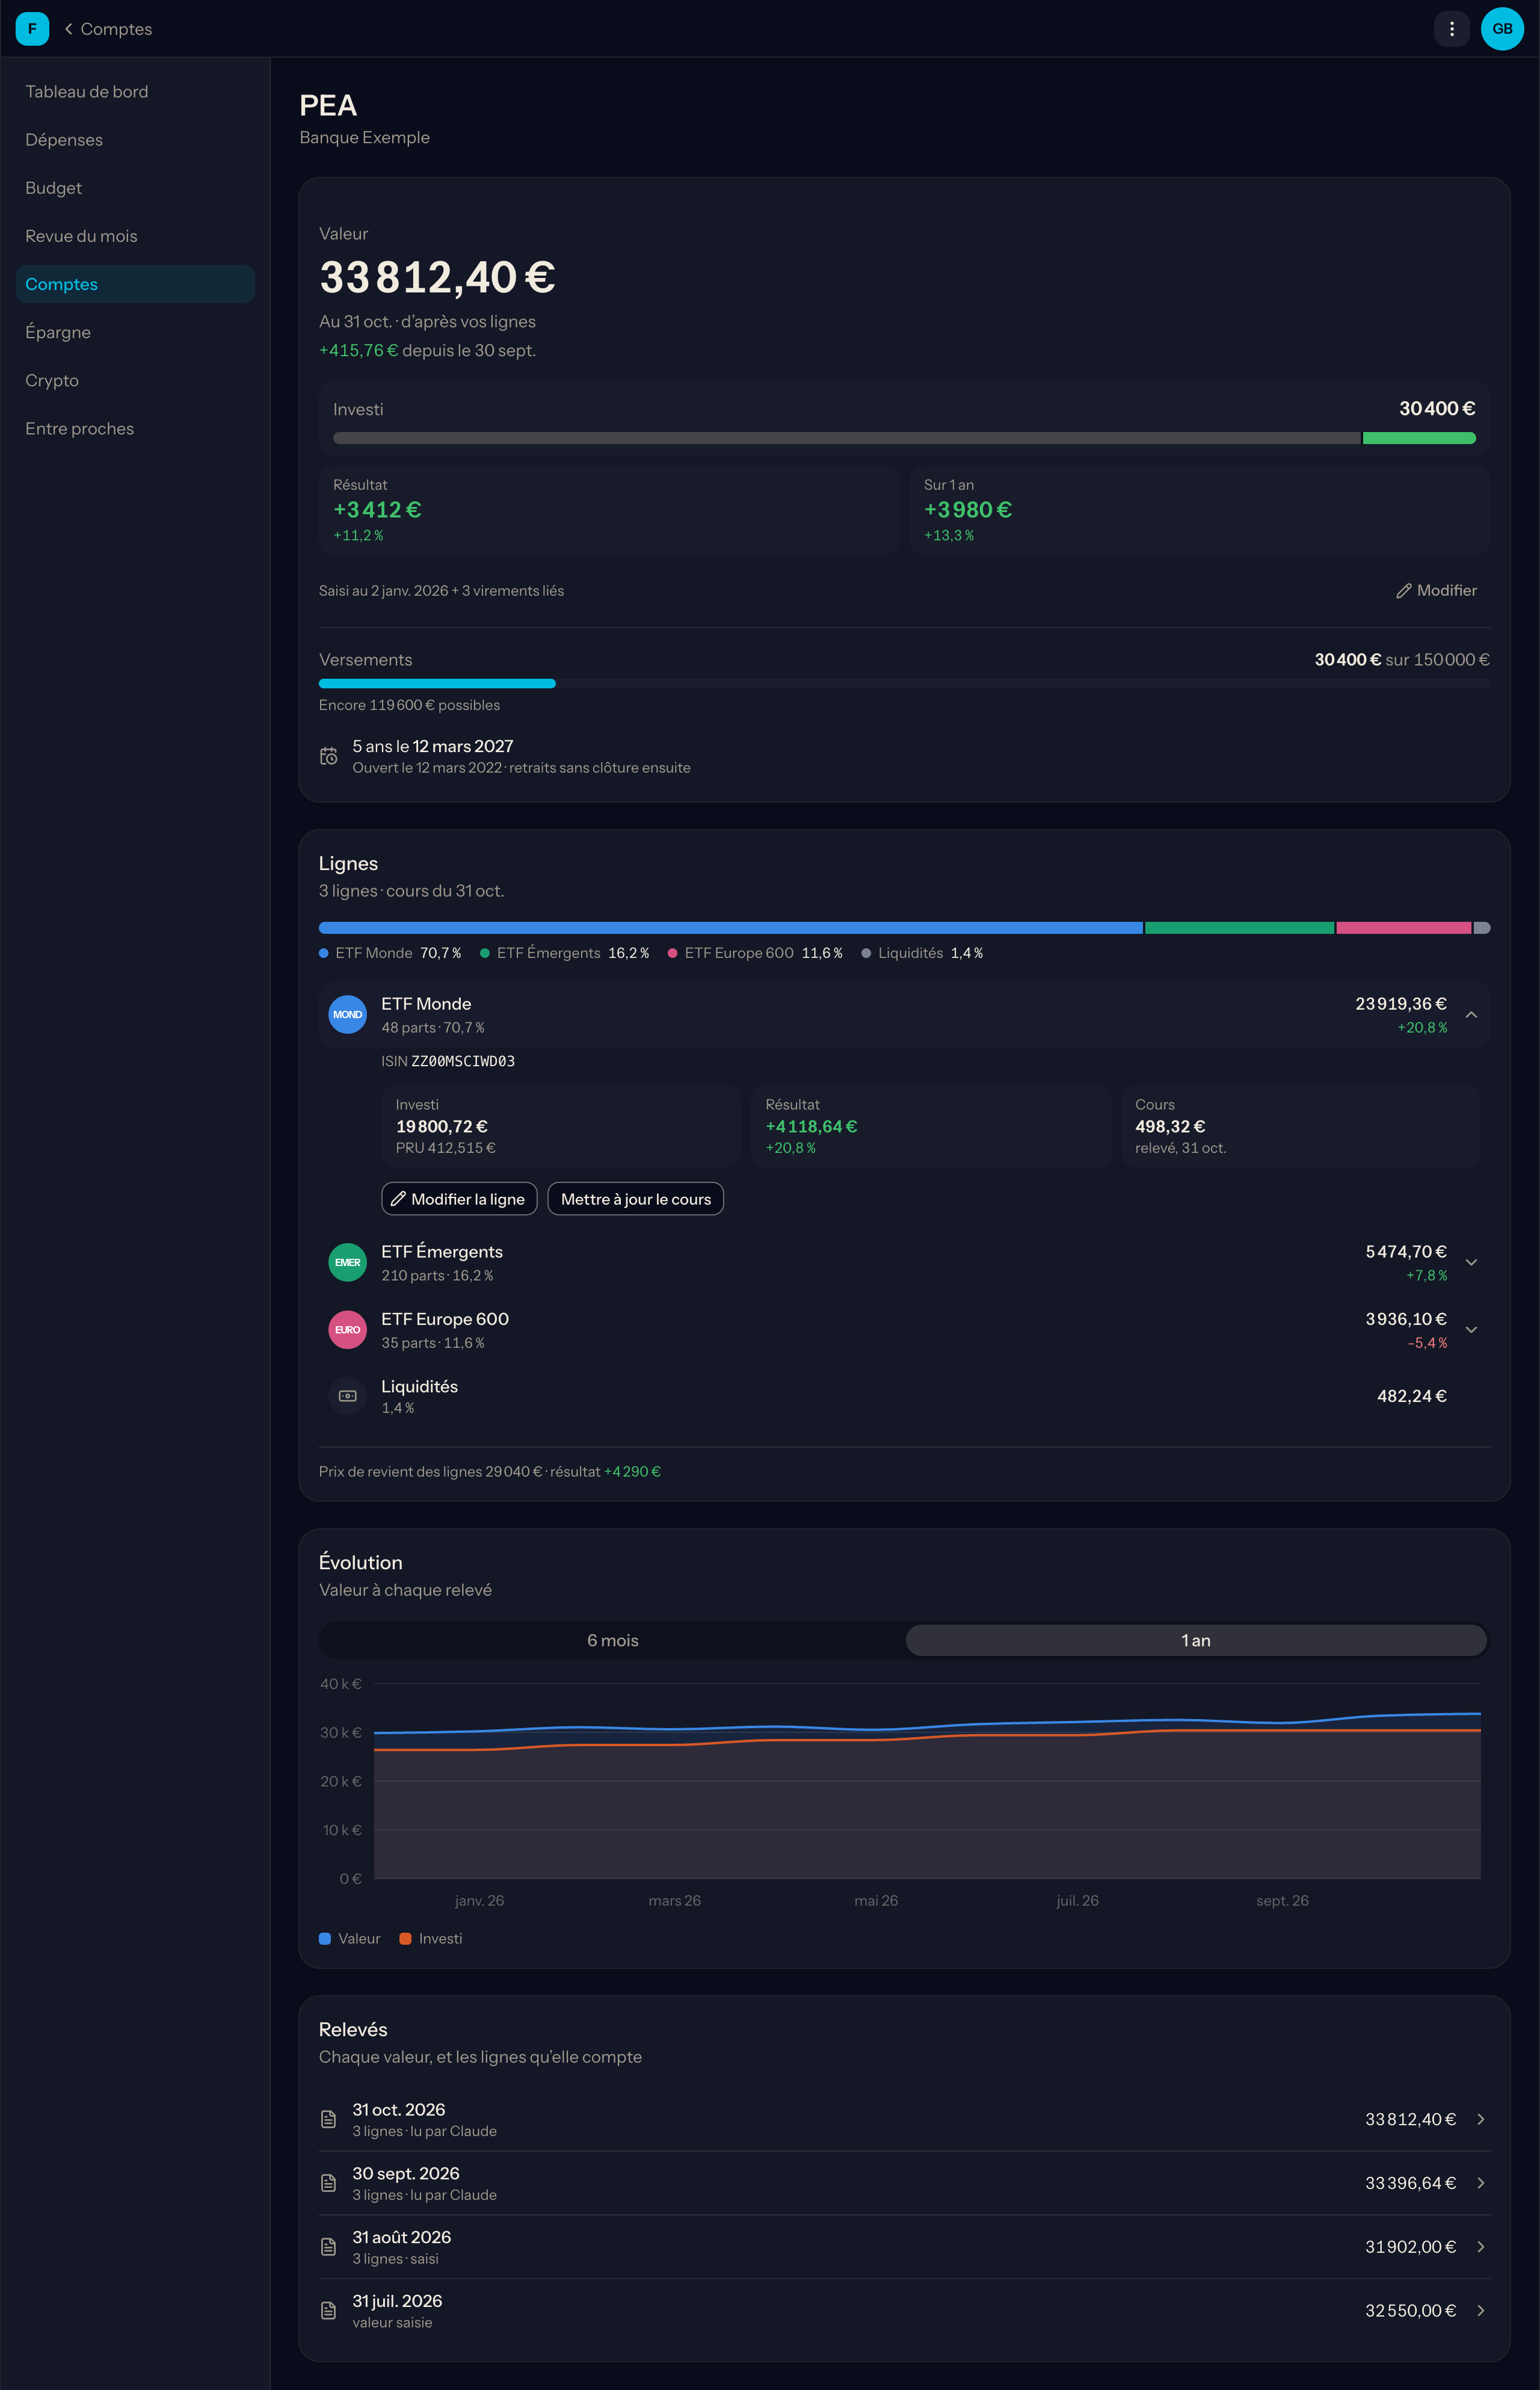 F
Comptes
GB
Tableau de bord
Dépenses
Budget
Revue du mois
Comptes
Épargne
Crypto
Entre proches
PEA
Banque Exemple
Valeur
33 812,40 €
Au 31 oct. · d’après vos lignes
+415,76 € depuis le 30 sept.
Investi 30 400 €
Résultat
+3 412 €
+11,2 %
Sur 1 an
+3 980 €
+13,3 %
Saisi au 2 janv. 2026 + 3 virements liés
Modifier
Versements 30 400 € sur 150 000 €
Encore 119 600 € possibles
5 ans le 12 mars 2027
Ouvert le 12 mars 2022 · retraits sans clôture ensuite
Lignes
3 lignes · cours du 31 oct.
ETF Monde 70,7 % ETF Émergents 16,2 % ETF Europe 600 11,6 % Liquidités 1,4 %
MOND
ETF Monde 23 919,36 €
48 parts · 70,7 % +20,8 %
ISIN ZZ00MSCIWD03
Investi
19 800,72 €
PRU 412,515 €
Résultat
+4 118,64 €
+20,8 %
Cours
498,32 €
relevé, 31 oct.
Modifier la ligne
Mettre à jour le cours
EMER
ETF Émergents 5 474,70 €
210 parts · 16,2 % +7,8 %
EURO
ETF Europe 600 3 936,10 €
35 parts · 11,6 % -5,4 %
Liquidités 482,24 €
1,4 %
Prix de revient des lignes 29 040 € · résultat +4 290 €
Évolution
Valeur à chaque relevé
6 mois
1 an
40 k €
30 k €
20 k €
10 k €
0 €
janv. 26 mars 26 mai 26 juil. 26 sept. 26
Valeur Investi
Relevés
Chaque valeur, et les lignes qu’elle compte
31 oct. 2026 33 812,40 €
3 lignes · lu par Claude
30 sept. 2026 33 396,64 €
3 lignes · lu par Claude
31 août 2026 31 902,00 €
3 lignes · saisi
31 juil. 2026 32 550,00 €
valeur saisie